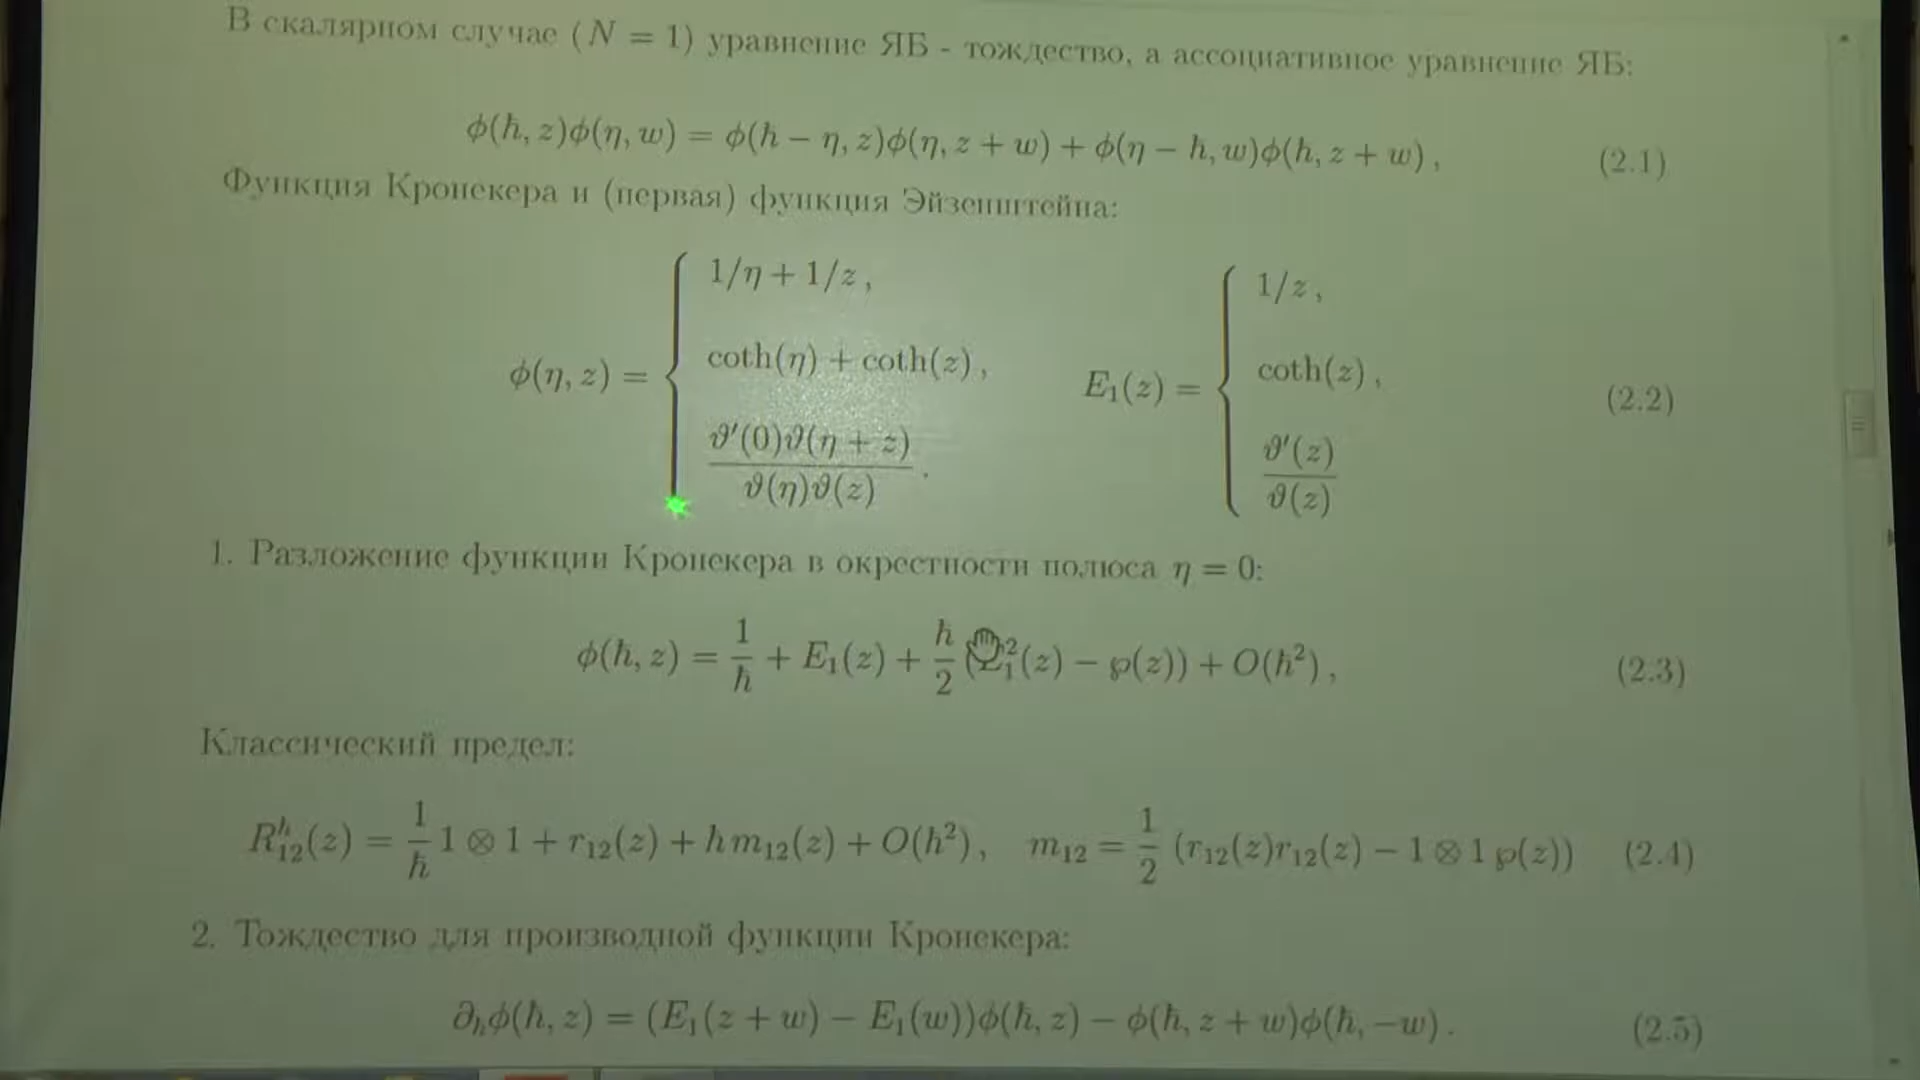 В скалярном случае (N = 1) уравнение ЯБ - тождество, а ассоциативное уравнение ЯБ:
ϕ(ħ, z)ϕ(η, w) = ϕ(ħ − η, z)ϕ(η, z + w) + ϕ(η − ħ, w)ϕ(ħ, z + w) , (2.1)
Функция Кронекера и (первая) функция Эйзенштейна:
ϕ(η, z) = { 1/η + 1/z , coth(η) + coth(z) , ϑ′(0)ϑ(η + z) / ϑ(η)ϑ(z) . E₁(z) = { 1/z , coth(z) , ϑ′(z) / ϑ(z) (2.2)
1. Разложение функции Кронекера в окрестности полюса η = 0:
ϕ(ħ, z) = 1/ħ + E₁(z) + ħ/2 (E₁²(z) − ℘(z)) + O(ħ²) , (2.3)
Классический предел:
R₁₂^ħ(z) = 1/ħ 1 ⊗ 1 + r₁₂(z) + ħ m₁₂(z) + O(ħ²) , m₁₂ = 1/2 (r₁₂(z)r₁₂(z) − 1 ⊗ 1 ℘(z)) (2.4)
2. Тождество для производной функции Кронекера:
∂_ħϕ(ħ, z) = (E₁(z + w) − E₁(w))ϕ(ħ, z) − ϕ(ħ, z + w)ϕ(ħ, −w) . (2.5)